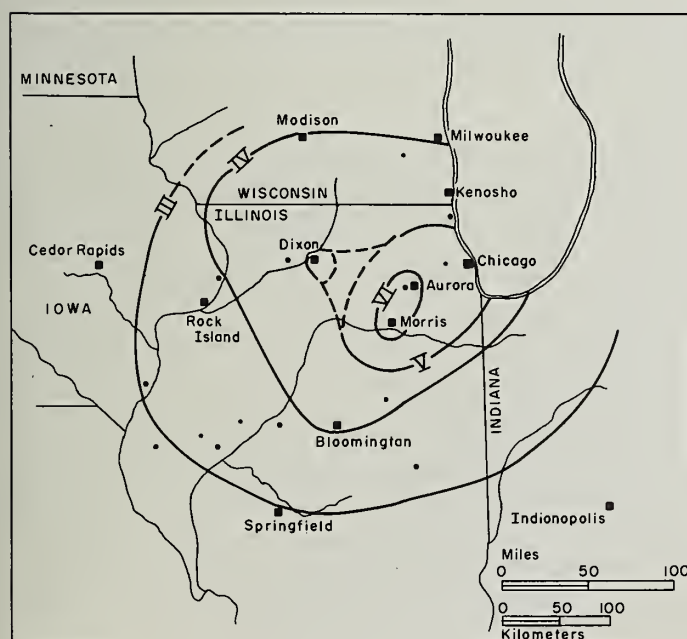 MINNESOTA
Modison
Milwoukee
IV
III
Kenosho
WISCONSIN
ILLINOIS
Cedor Rapids
Dixon
Chicago
Aurora
VI
IOWA
Rock
Island
Morris
V
INDIANA
Bloomington
Springfield
Indionopolis
Miles
0 50 100
0 50 100
Kilometers